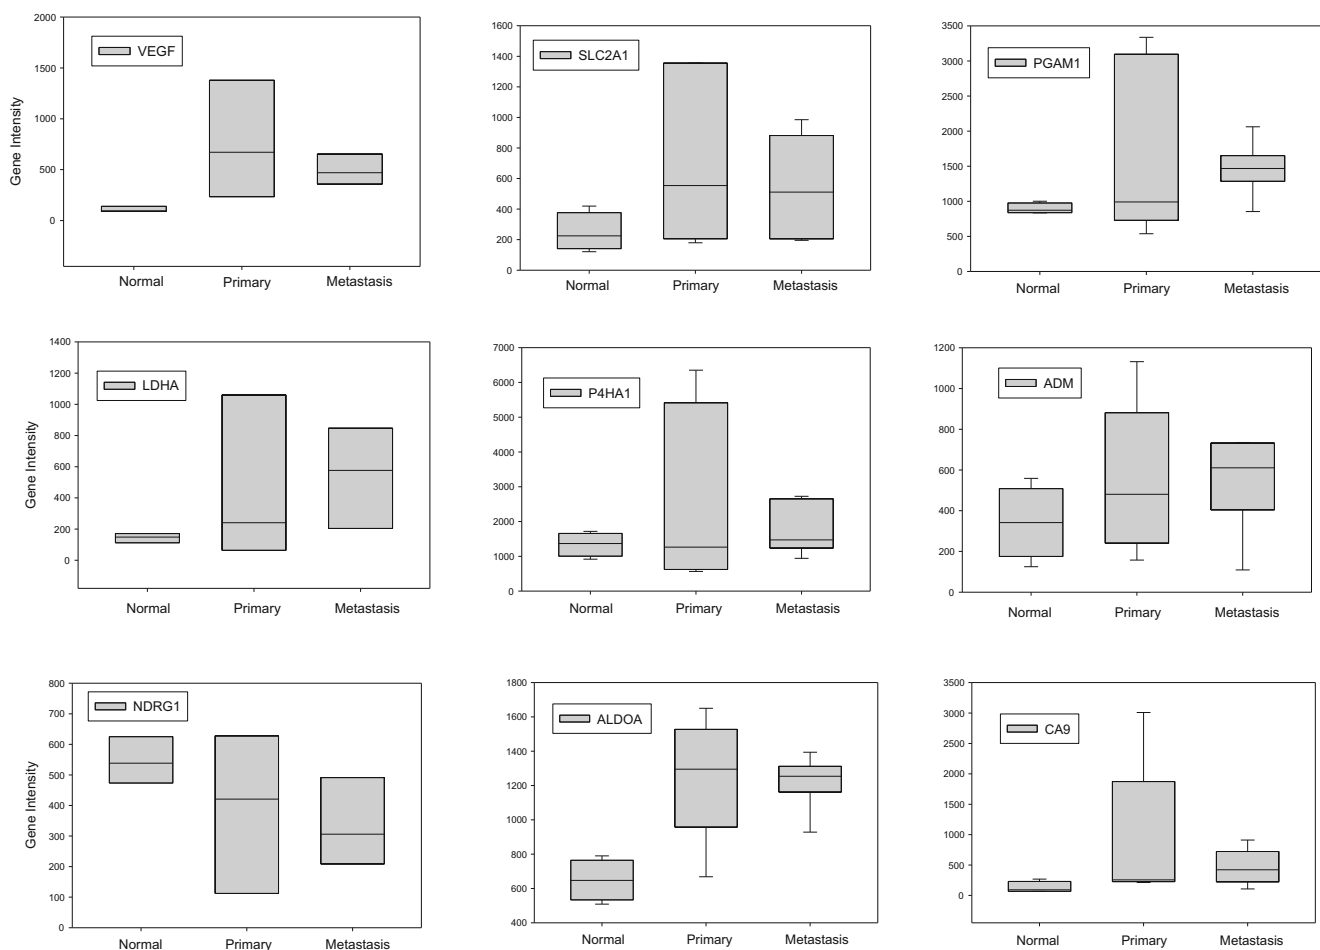 VEGF
Gene Intensity
2000
1500
1000
500
0
Normal
Primary
Metastasis
SLC2A1
1600
1400
1200
1000
800
600
400
200
0
Normal
Primary
Metastasis
PGAM1
3500
3000
2500
2000
1500
1000
500
0
Normal
Primary
Metastasis
LDHA
Gene Intensity
1400
1200
1000
800
600
400
200
0
Normal
Primary
Metastasis
P4HA1
7000
6000
5000
4000
3000
2000
1000
0
Normal
Primary
Metastasis
ADM
1200
1000
800
600
400
200
0
Normal
Primary
Metastasis
NDRG1
Gene Intensity
800
700
600
500
400
300
200
100
0
Normal
Primary
Metastasis
ALDOA
1800
1600
1400
1200
1000
800
600
400
Normal
Primary
Metastasis
CA9
3500
3000
2500
2000
1500
1000
500
0
Normal
Primary
Metastasis